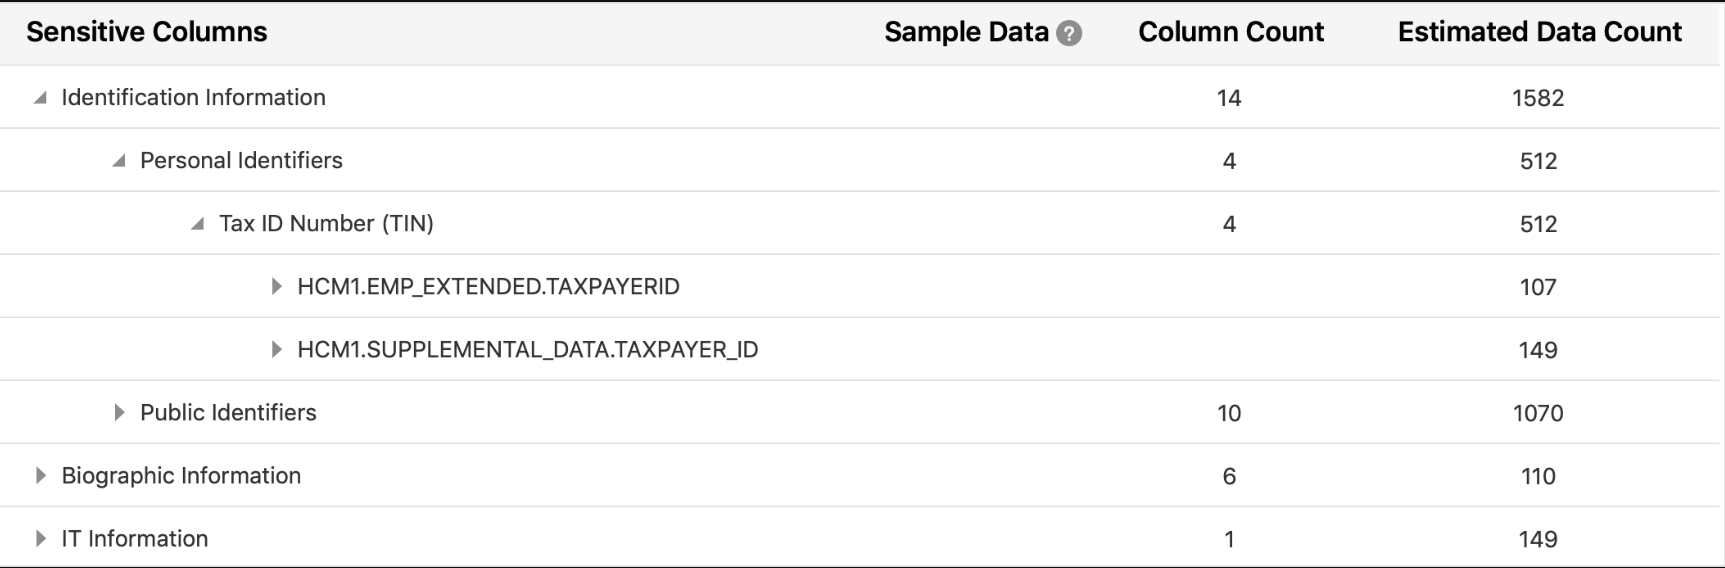 Sensitive Columns Sample Data ? Column Count Estimated Data Count
Identification Information 14 1582
Personal Identifiers 4 512
Tax ID Number (TIN) 4 512
HCM1.EMP_EXTENDED.TAXPAYERID 107
HCM1.SUPPLEMENTAL_DATA.TAXPAYER_ID 149
Public Identifiers 10 1070
Biographic Information 6 110
IT Information 1 149